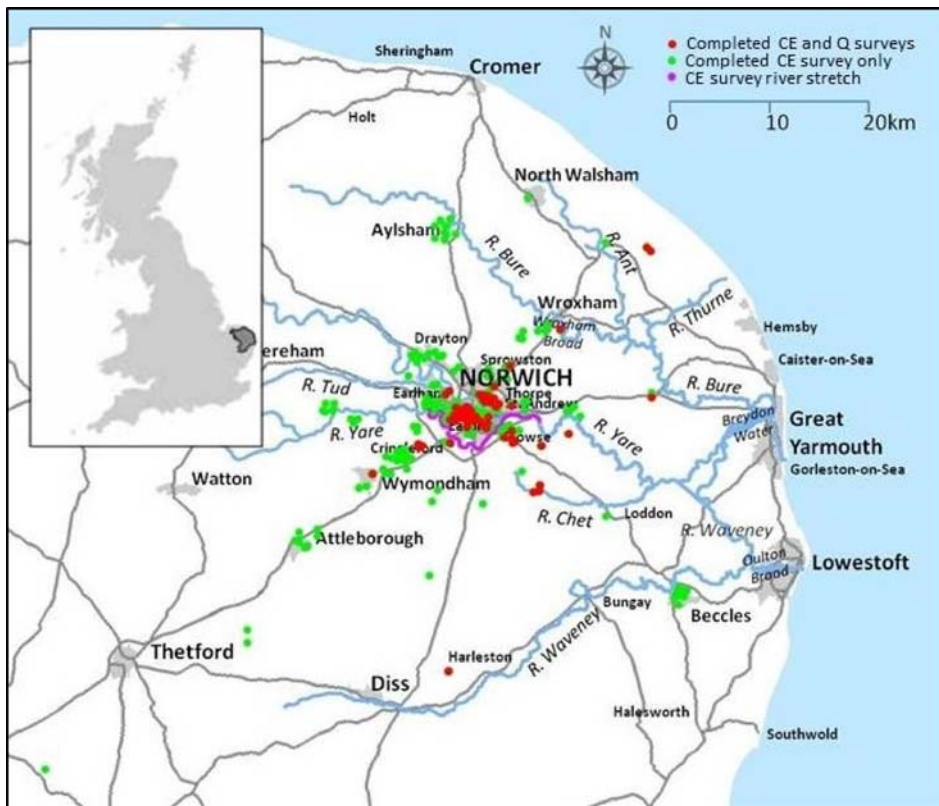 N
Completed CE and Q surveys
Completed CE survey only
CE survey river stretch
0 10 20km
Sheringham
Cromer
Holt
North Walsham
Aylsham
R. Bure
R. Ant
Wroxham
Wroxham
Broad
R. Thurne
Hemsby
Drayton
Sprowston
Caister-on-Sea
ereham
NORWICH
R. Tud
Earlham
Thorpe
St. Andrew
R. Bure
R. Yare
R. Yare
Breydon
Water
Great
Yarmouth
Gorleston-on-Sea
Cringleford
Watton
Wymondham
R. Chet
Loddon
R. Waveney
Attleborough
Oulton
Broad
Lowestoft
Bungay
Beccles
Thetford
Harleston
R. Waveney
Diss
Halesworth
Southwold